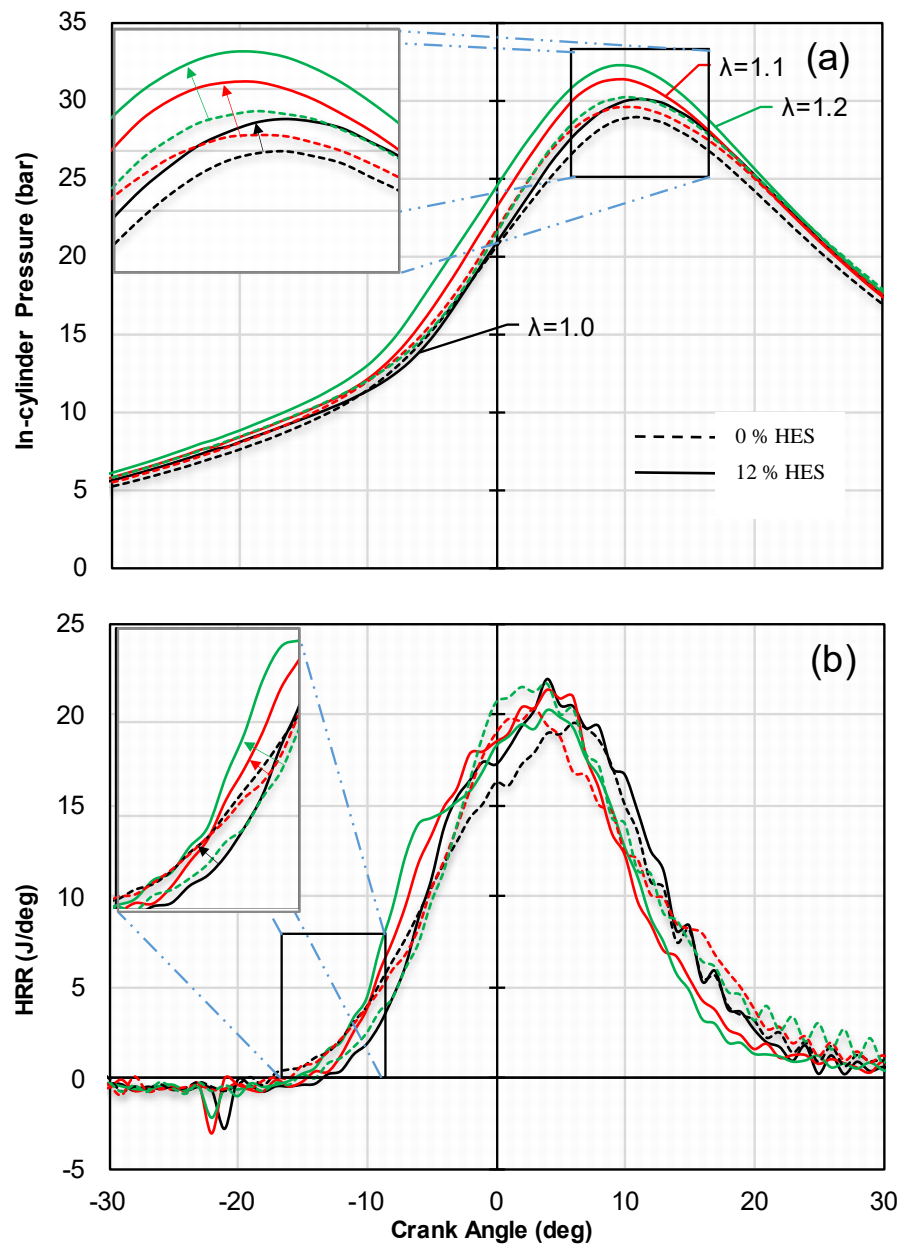 35
30
25
20
15
10
5
0
In-cylinder Pressure (bar)
(a)
λ=1.1
λ=1.2
λ=1.0
0 % HES
12 % HES
25
20
15
10
5
0
-5
HRR (J/deg)
(b)
-30 -20 -10 0 10 20 30
Crank Angle (deg)